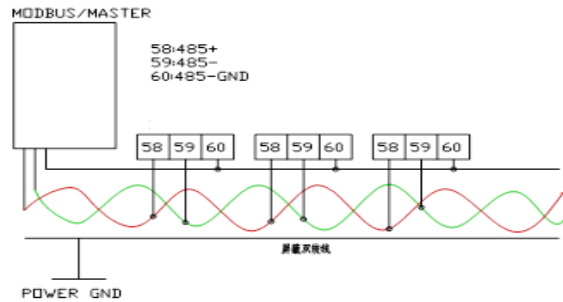 MODBUS/MASTER
58:485+
59:485-
60:485-GND
58 59 60 58 59 60 58 59 60
屏蔽双绞线
POWER GND